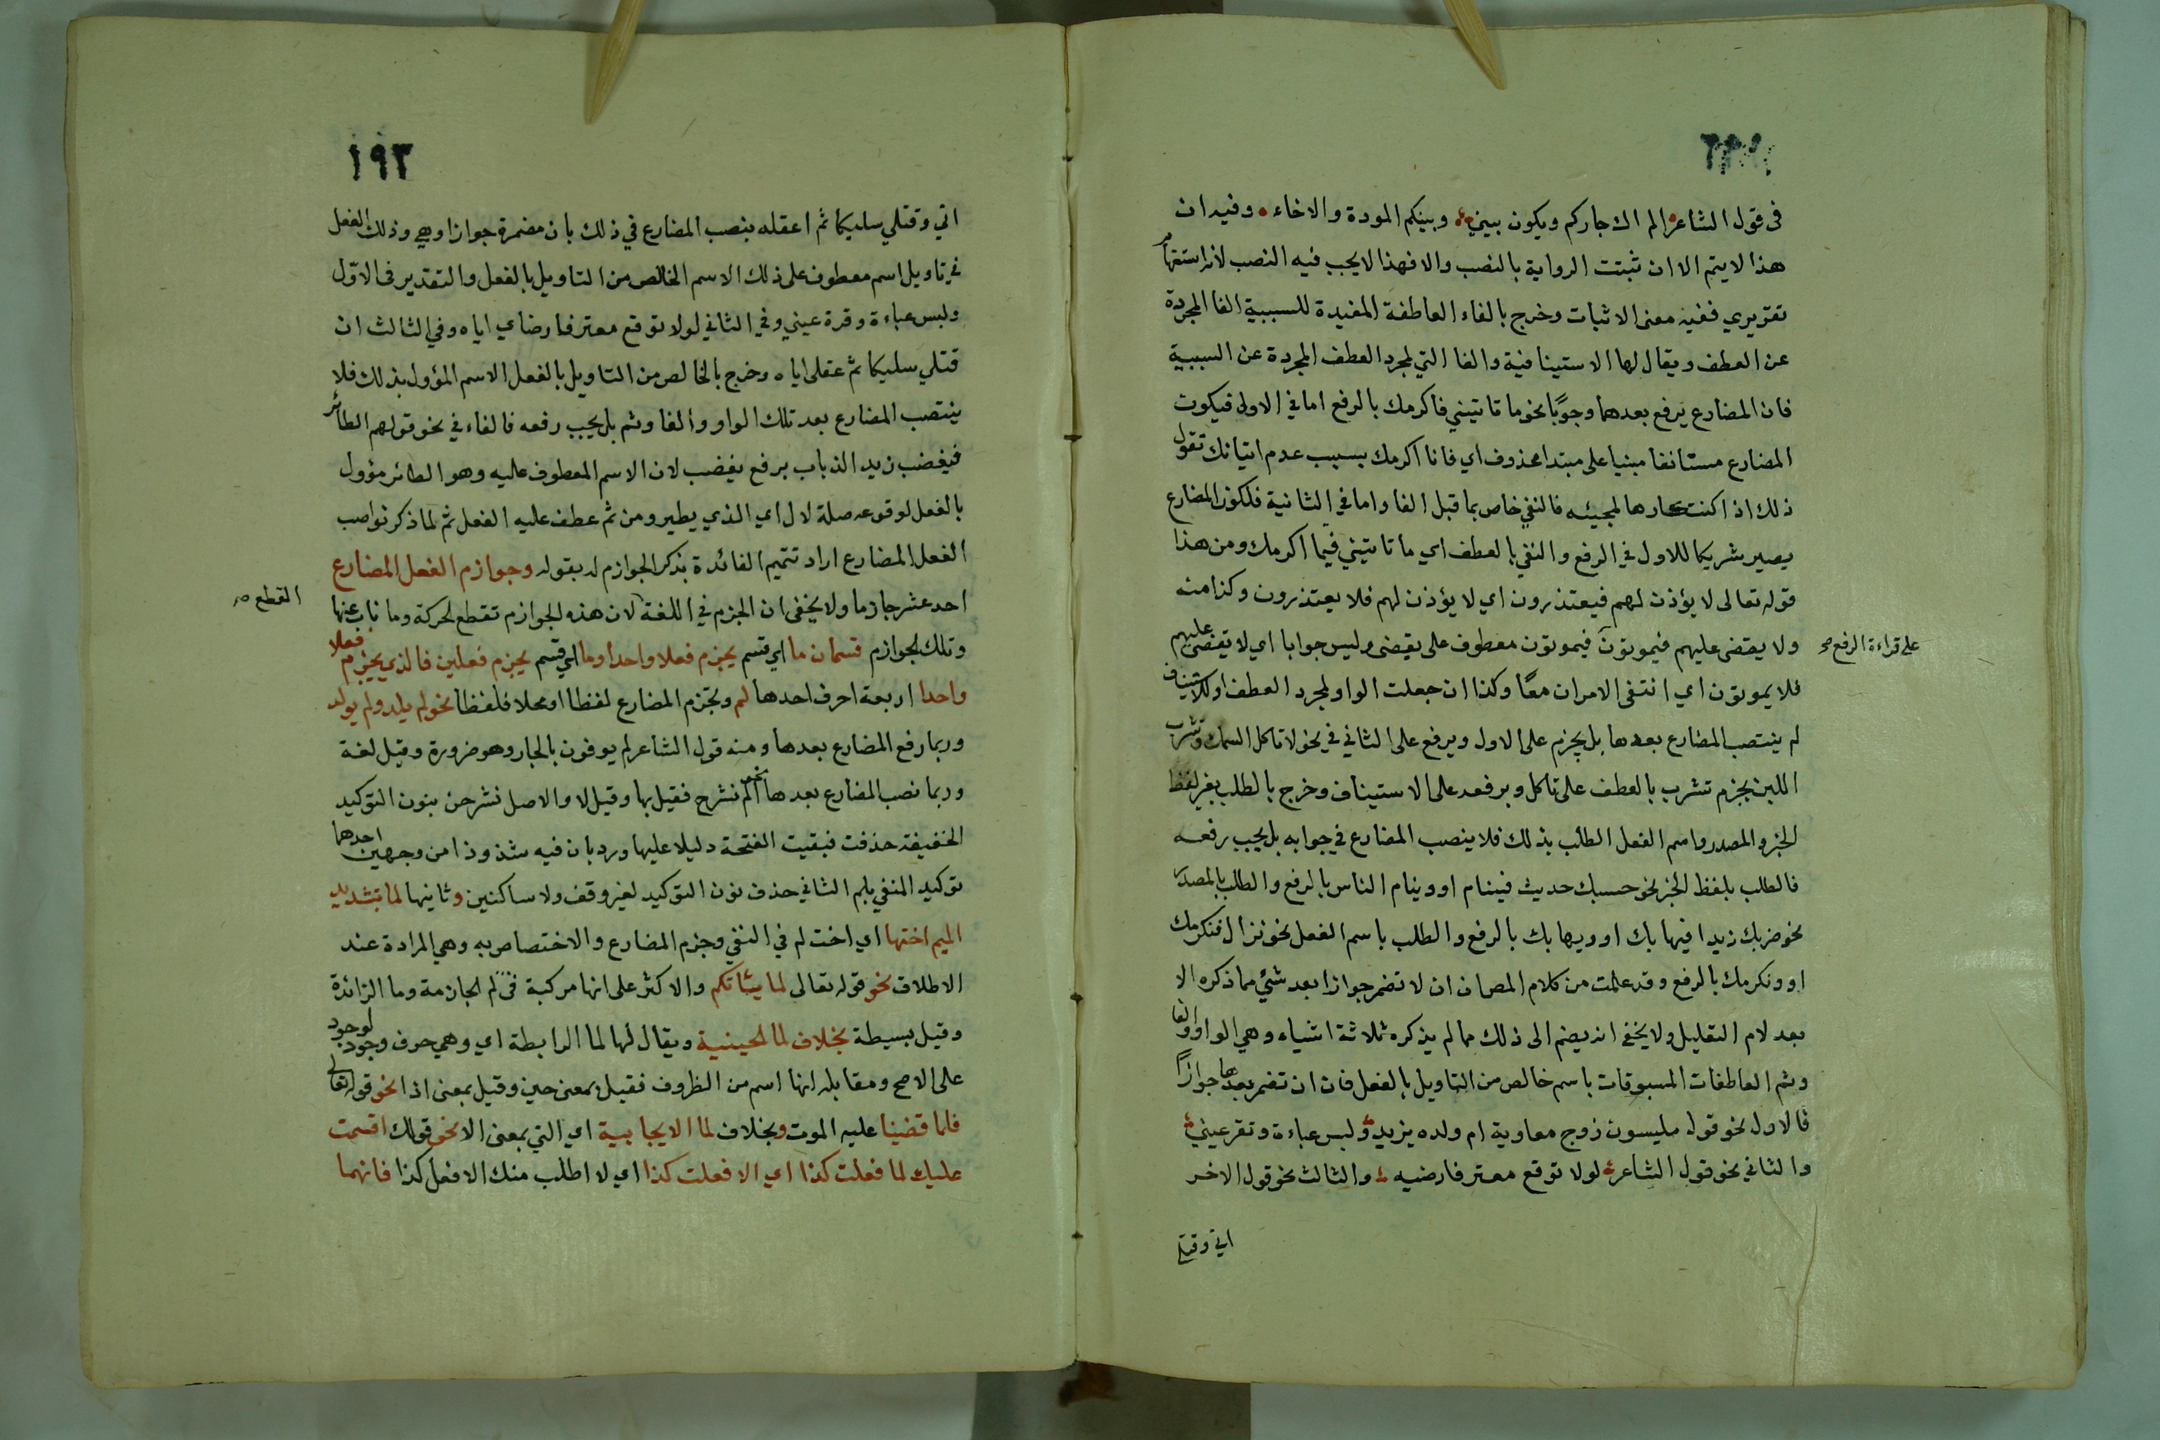 في قول الشاعر الم اك جاركم ويكون بيني وبينكم المودة والاخاء وفيه ان
هذا لا يتم الا ان ثبتت الرواية بالنصب والا فهذا لا يجب فيه النصب لانه استفهام
تقريري ففيه معنى الاثبات وخرج بالفاء العاطفة المفيدة للسببية الفا المجردة
عن العطف ويقال لها الاستينافية والفا التي لمجرد العطف المجردة عن السببية
فان المضارع يرفع بعدهما وجوبا نحو ما تاتيني فاكرمك بالرفع اما في الاول فيكون
المضارع مستانفا مبنيا على مبتدا محذوف اي فانا اكرمك بسبب عدم اتيانك تقول
ذلك اذا كنت كارها لمجيئه فالنفي خاص بما قبل الفا واما في الثانية فلكون المضارع
يصير شريكا للاول في الرفع والنفي بالعطف اي ما تاتيني فما اكرمك ومن هذا
قوله تعالى لا يؤذن لهم فيعتذرون اي لا يؤذن لهم فلا يعتذرون وكذا منه
ولا يقضى عليهم فيموتون فيموتون معطوف على يقضى وليس جوابا اي لا يقضى عليهم
على قراءة الرفع صح
فلا يموتون اي انتفى الامران معا وكذا ان جعلت الواو لمجرد العطف او للاستيناف
لم ينتصب المضارع بعدها بل يجزم على الاول ويرفع على الثاني في نحو لا تاكل السمك وتشرب
اللبن بجزم تشرب بالعطف على تاكل وبرفعه على الاستيناف وخرج بالطلب بغير لفظ
الخبر والمصدر واسم الفعل الطلب بذلك فلا ينصب المضارع في جوابه بل يجب رفعه
فالطلب بلفظ الخبر نحو حسبك حديث فينام او وينام الناس بالرفع والطلب بالمصدر
نحو ضربك زيدا فيهابك او ويهابك بالرفع والطلب باسم الفعل نحو نزال فنكرمك
او ونكرمك بالرفع وقد علمت من كلام المص ان ان لا تضمر جوازا بعد شئ مما ذكره الا
بعد لام التعليل ولا يخفى انه يضم الى ذلك مما لم يذكره ثلاثة اشياء وهي الواو والفا
وثم العاطفات المسبوقات باسم خالص من التاويل بالفعل فان ان تضمر بعدها جوازا
فالاول نحو قول ميسون زوج معاوية ام ولده يزيد ولبس عباءة وتقر عيني
والثاني نحو قول الشاعر لولا توقع معتر فارضيه والثالث نحو قول الاخر
اني وقتلي
١٩٣
اني وقتلي سليكا ثم اعقله بنصب المضارع في ذلك بان مضمرة جوازا وهي وذلك الفعل
في تاويل اسم معطوف على ذلك الاسم الخالص من التاويل بالفعل والتقدير في الاول
ولبس عباءة وقرة عيني وفي الثاني لولا توقع معتر فارضاي اياه وفي الثالث ان
قتلي سليكا ثم عقلي اياه وخرج بالخالص من التاويل بالفعل الاسم المؤول بذلك فلا
ينتصب المضارع بعد تلك الواو والفا وثم بل يجب رفعه فالفاء في نحو قولهم الطائر
فيغضب زيد الذباب برفع يغضب لان الاسم المعطوف عليه وهو الطائر مؤول
بالفعل لوقوعه صلة لال اي الذي يطير ومن ثم عطف عليه الفعل ثم لما ذكر نواصب
الفعل المضارع اراد تتميم الفائدة بذكر الجوازم له بقوله وجوازم الفعل المضارع
احد عشر جازما ولا يخفى ان الجزم في اللغة لان هذه الجوازم تقطع الحركة وما ناب عنها
القطع ص
وتلك الجوازم قسمان ما اي قسم يجزم فعلا واحدا وما اي قسم يجزم فعلين فالذي يجزم فعلا
واحدا اربعة احرف احدها لم وتجزم المضارع لفظا او محلا فلفظا نحو لم يلد ولم يولد
وربما رفع المضارع بعدها ومنه قول الشاعر لم يوفون بالجار وهو ضرورة وقيل لغة
وربما نصب المضارع بعدها نحو الم نشرح فقيل بها وقيل لا والاصل نشرحن بنون التوكيد
الخفيفة حذفت فبقيت الفتحة دليلا عليها ورد بان فيه شذوذا من وجهين احدهما
توكيد المنفي بلم الثاني حذف نون التوكيد لغير وقف ولا ساكنين وثانيها لما بتشديد
الميم اختها اي اخت لم في النفي وجزم المضارع والاختصاص به وهي المرادة عند
الاطلاق نحو قوله تعالى لما ياتكم والاكثر على انها مركبة من لم الجازمة وما الزائدة
وقيل بسيطة بخلاف لما الحينية ويقال لها لما الرابطة اي وهي حرف وجود لوجود
على الاصح ومقابله انها اسم من الظروف فقيل بمعنى حين وقيل بمعنى اذا نحو قوله تعالى
فلما قضينا عليه الموت وبخلاف لما الايجابية اي التي بمعنى الا نحو قولك اقسمت
عليك لما فعلت كذا اي الا فعلت كذا اي لا اطلب منك الا فعل كذا فانهما